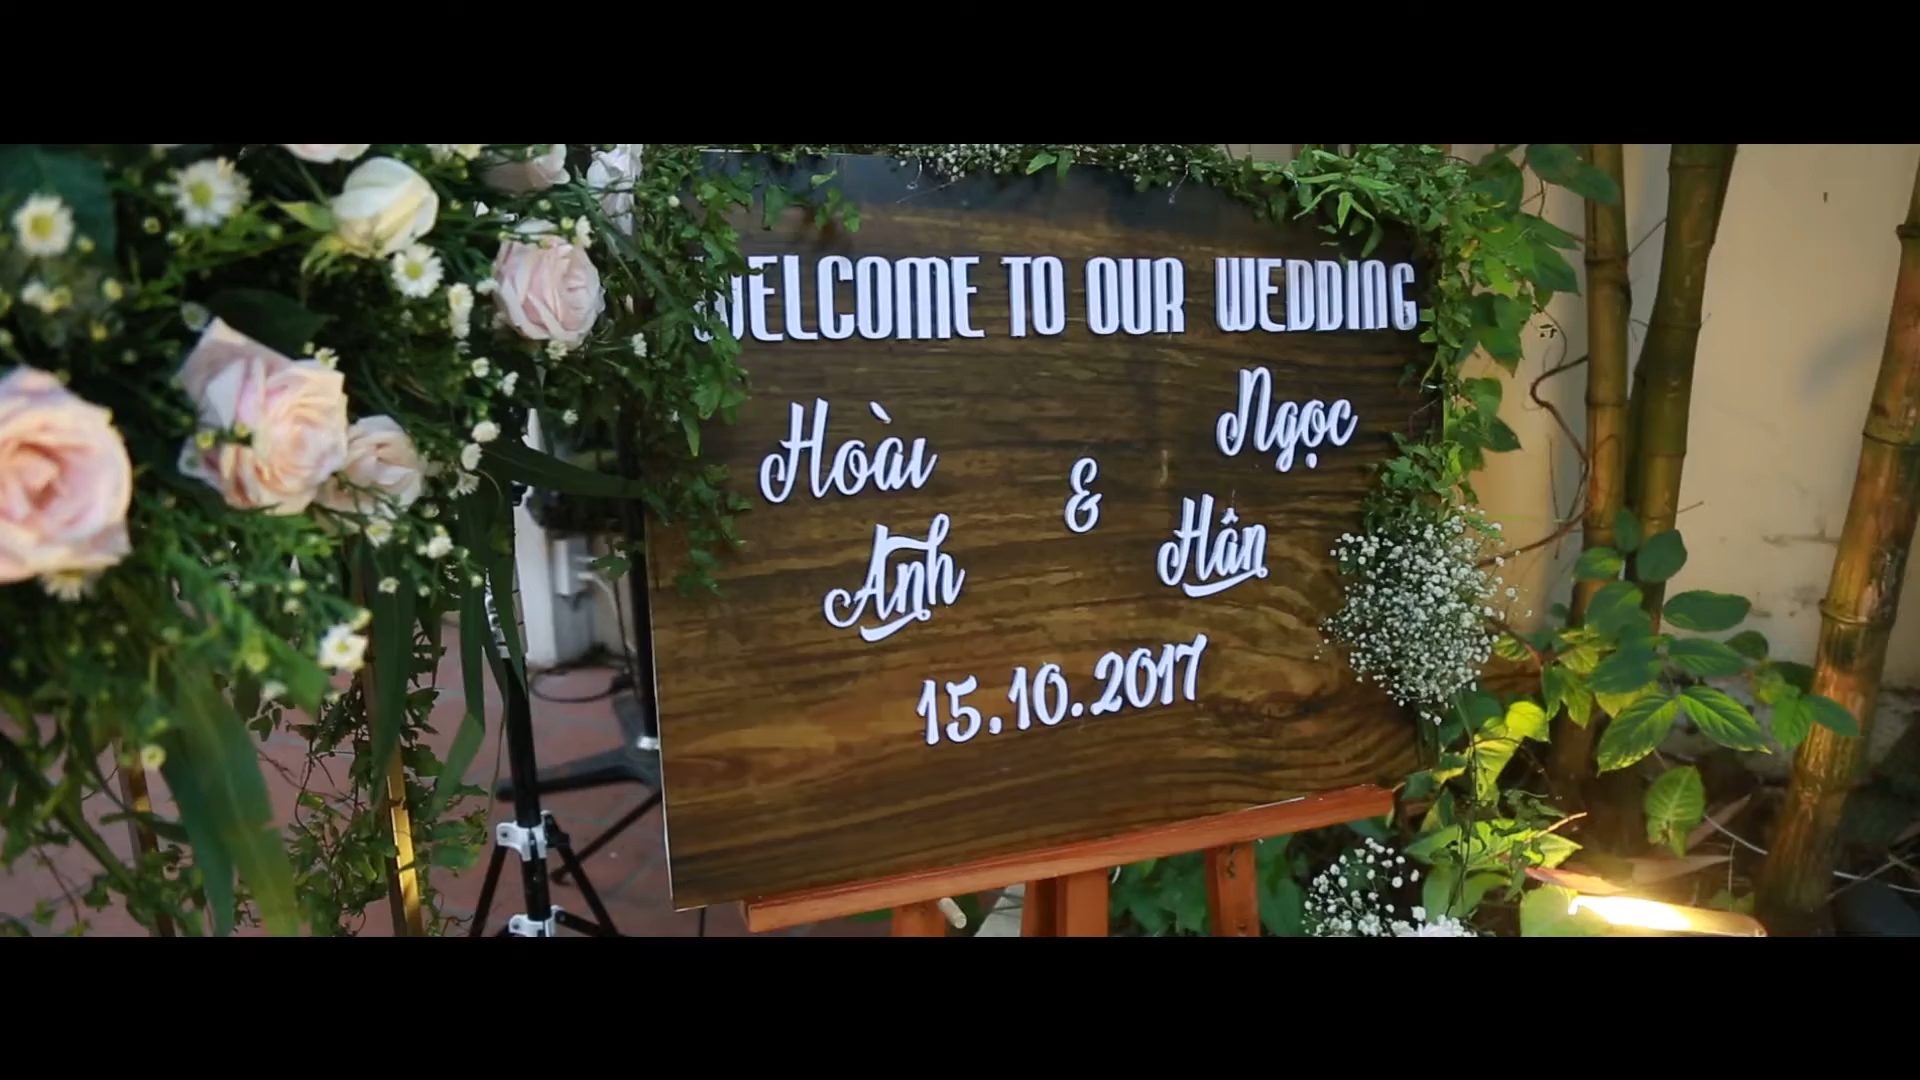 WELCOME TO OUR WEDDING
Hoài
Anh
&
Ngọc
Hân
15.10.2017